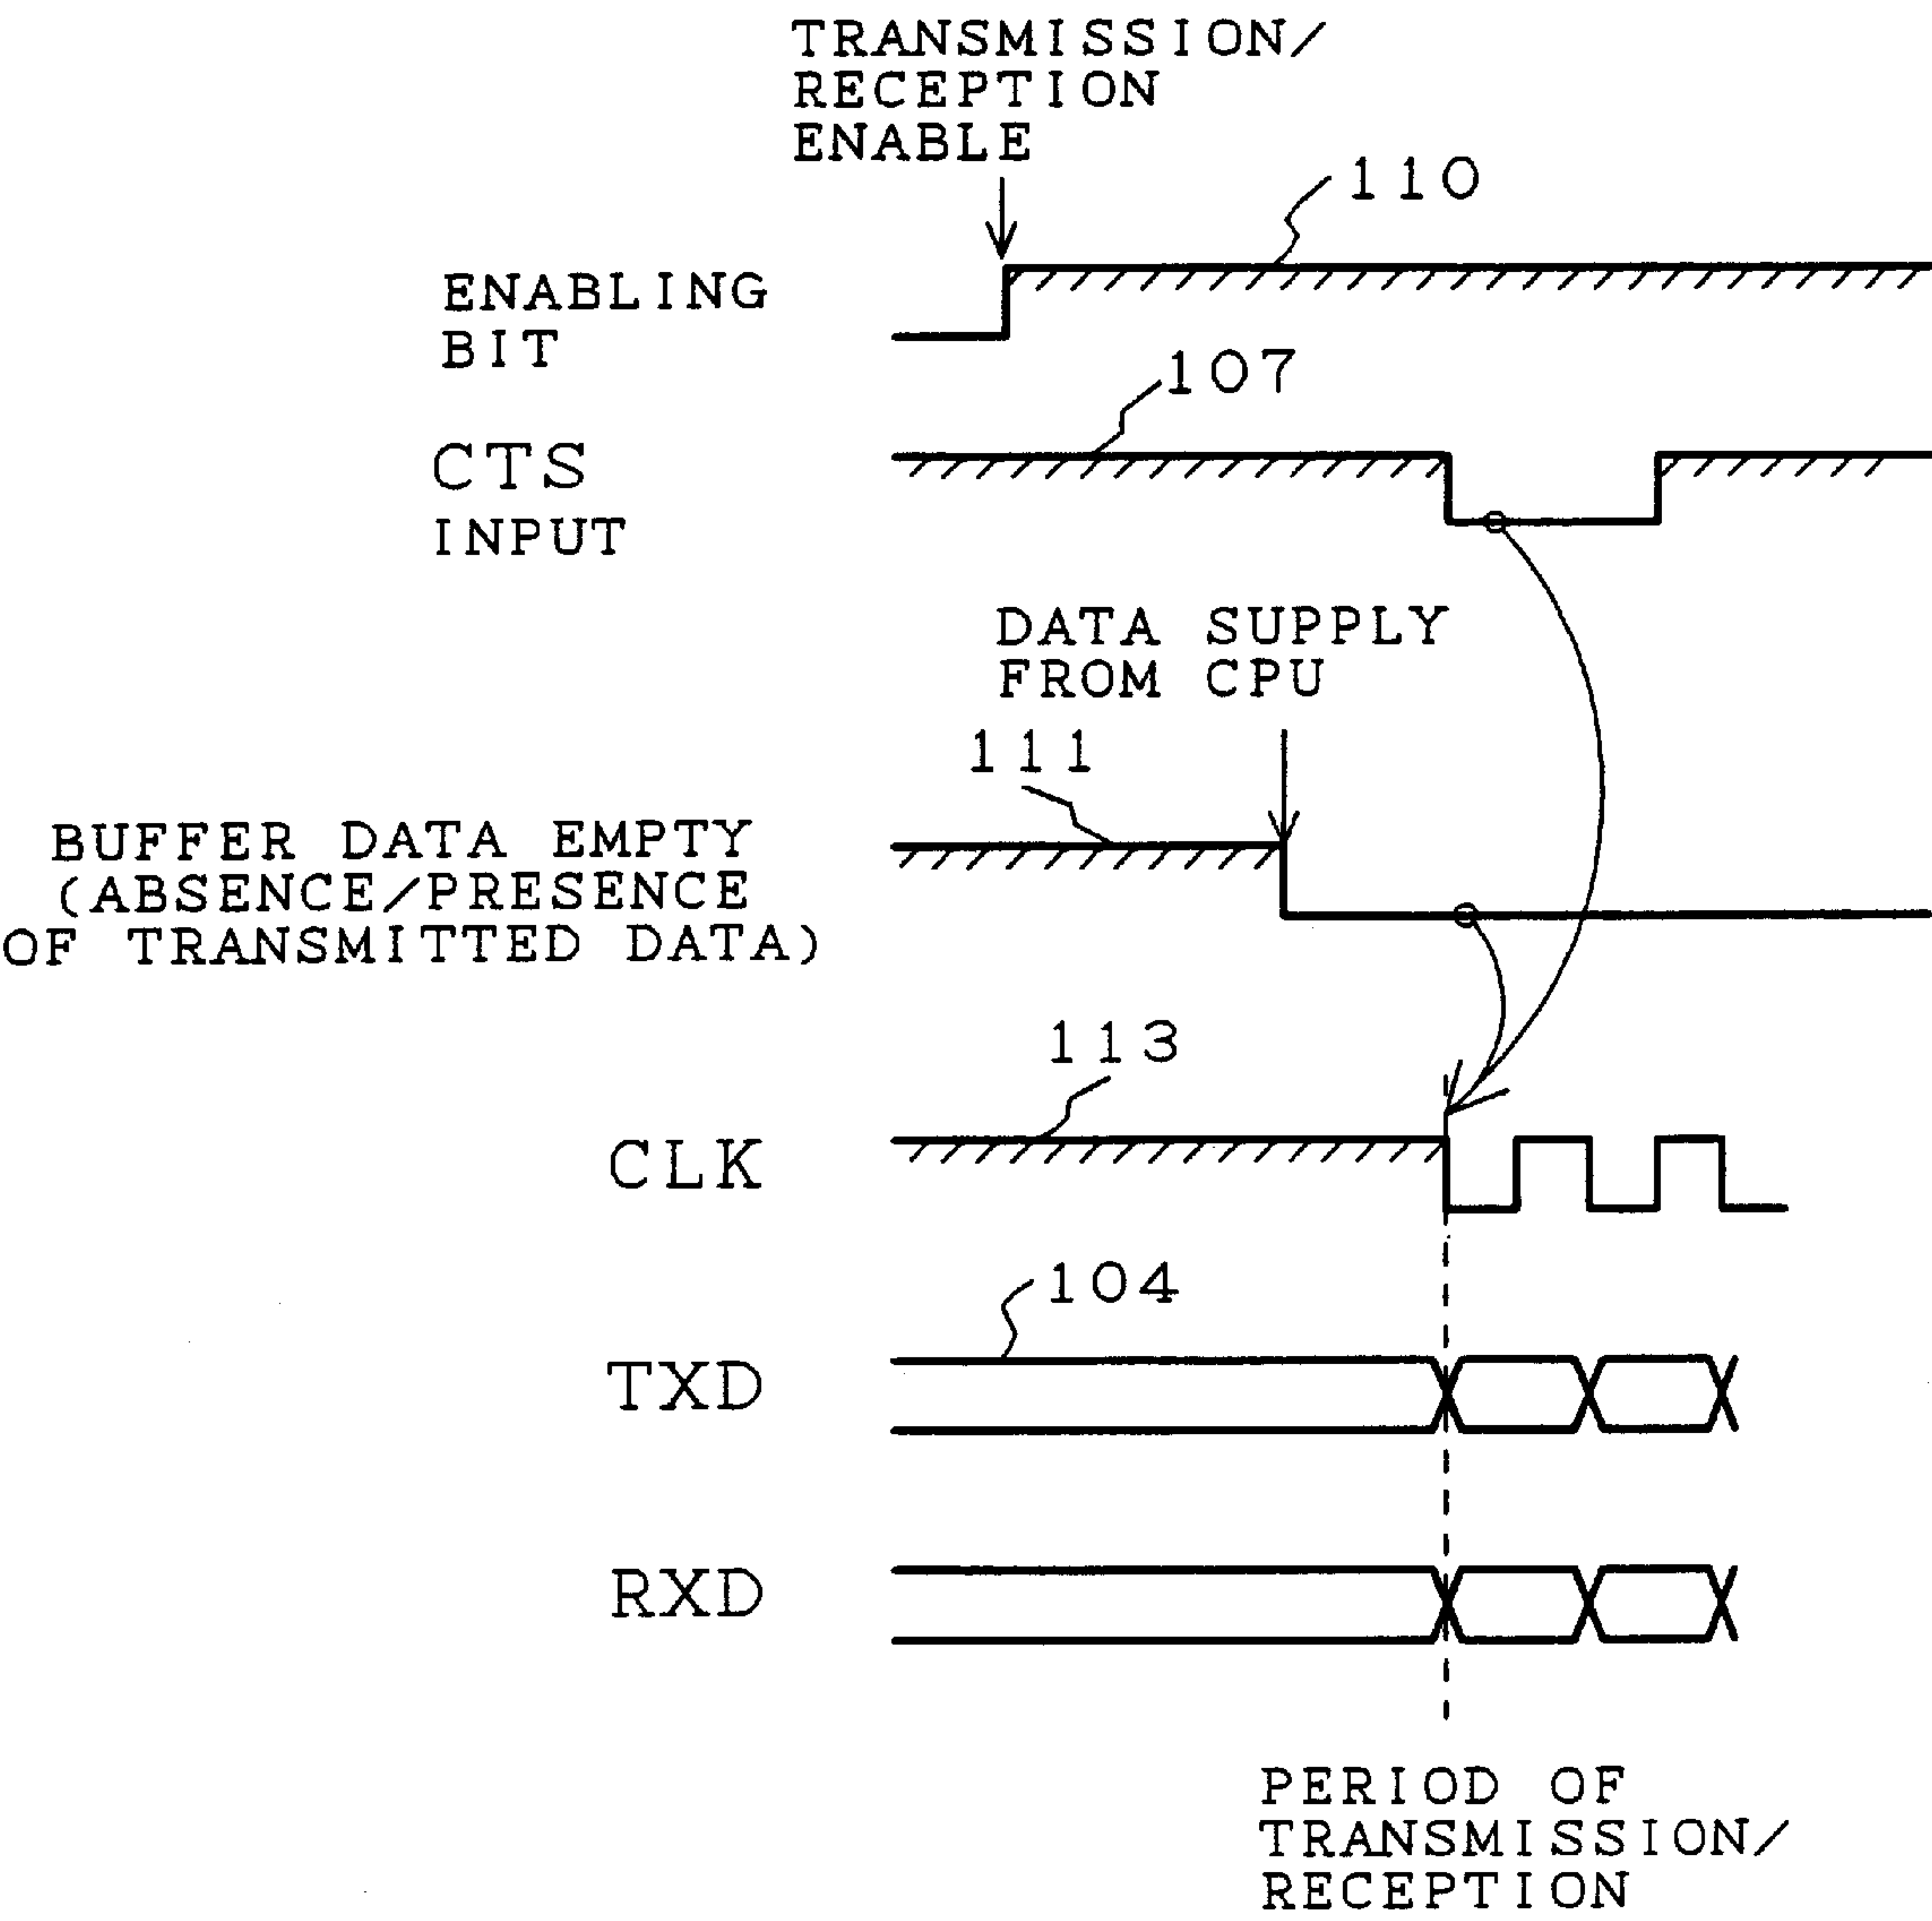 TRANSMISSION/
RECEPTION
ENABLE
110
ENABLING
BIT
107
CTS
INPUT
DATA SUPPLY
FROM CPU
111
BUFFER DATA EMPTY
(ABSENCE/PRESENCE
OF TRANSMITTED DATA)
113
CLK
104
TXD
RXD
PERIOD OF
TRANSMISSION/
RECEPTION